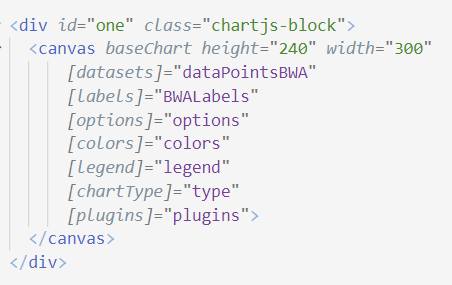 <div id="one" class="chartjs-block">
<canvas baseChart height="240" width="300"
[datasets]="dataPointsBWA"
[labels]="BWALabels"
[options]="options"
[colors]="colors"
[legend]="legend"
[chartType]="type"
[plugins]="plugins">
</canvas>
</div>